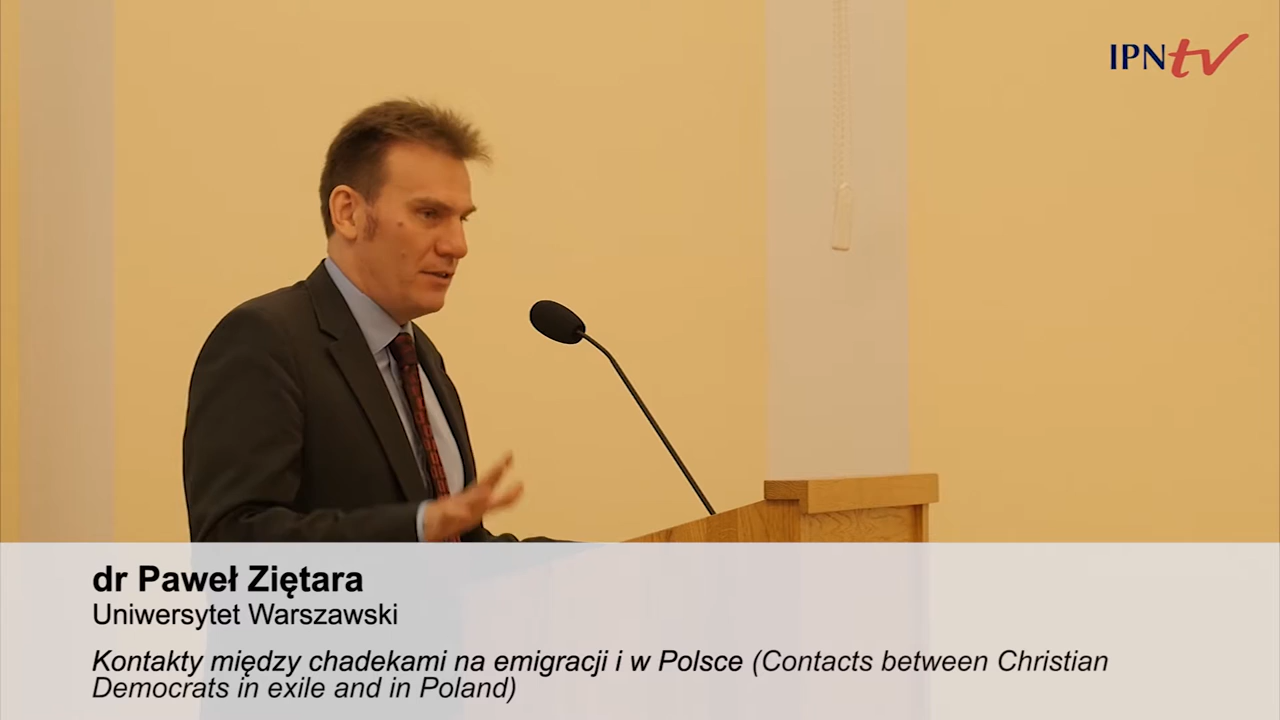 IPNtv
dr Paweł Ziętara
Uniwersytet Warszawski
Kontakty między chadekami na emigracji i w Polsce (Contacts between Christian
Democrats in exile and in Poland)